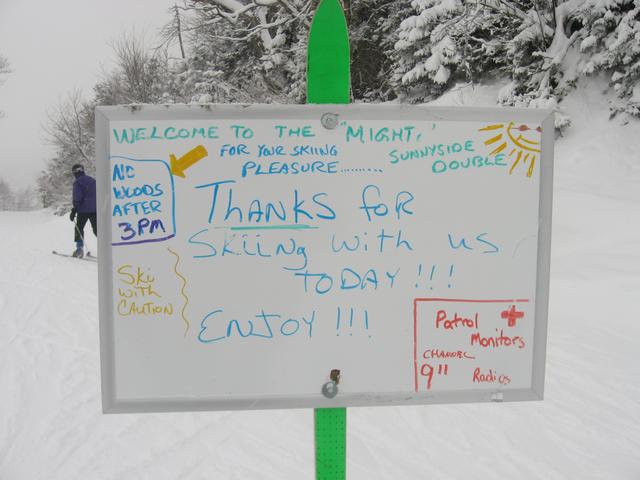 WELCOME TO THE "MIGHTY"
SUNNYSIDE
DOUBLE
FOR YOUR SKIING
PLEASURE.........
NO
WOODS
AFTER
3PM
THANKS FOR
SKiiNg WiTH US
TODAY!!!
ENJOY!!!
Ski
WITH
CAUTION
Patrol
Monitors
CHANNEL
9"
Radios